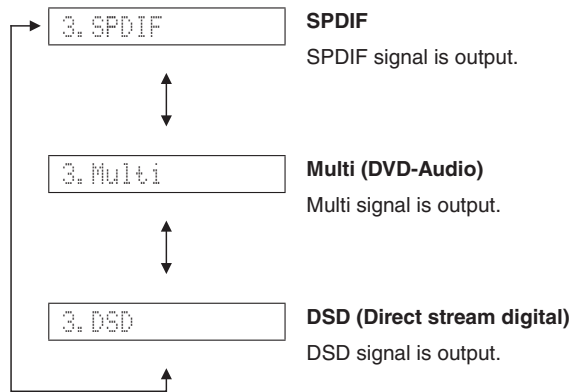 3.SPDIF
SPDIF
SPDIF signal is output.
3.Multi
Multi (DVD-Audio)
Multi signal is output.
3.DSD
DSD (Direct stream digital)
DSD signal is output.